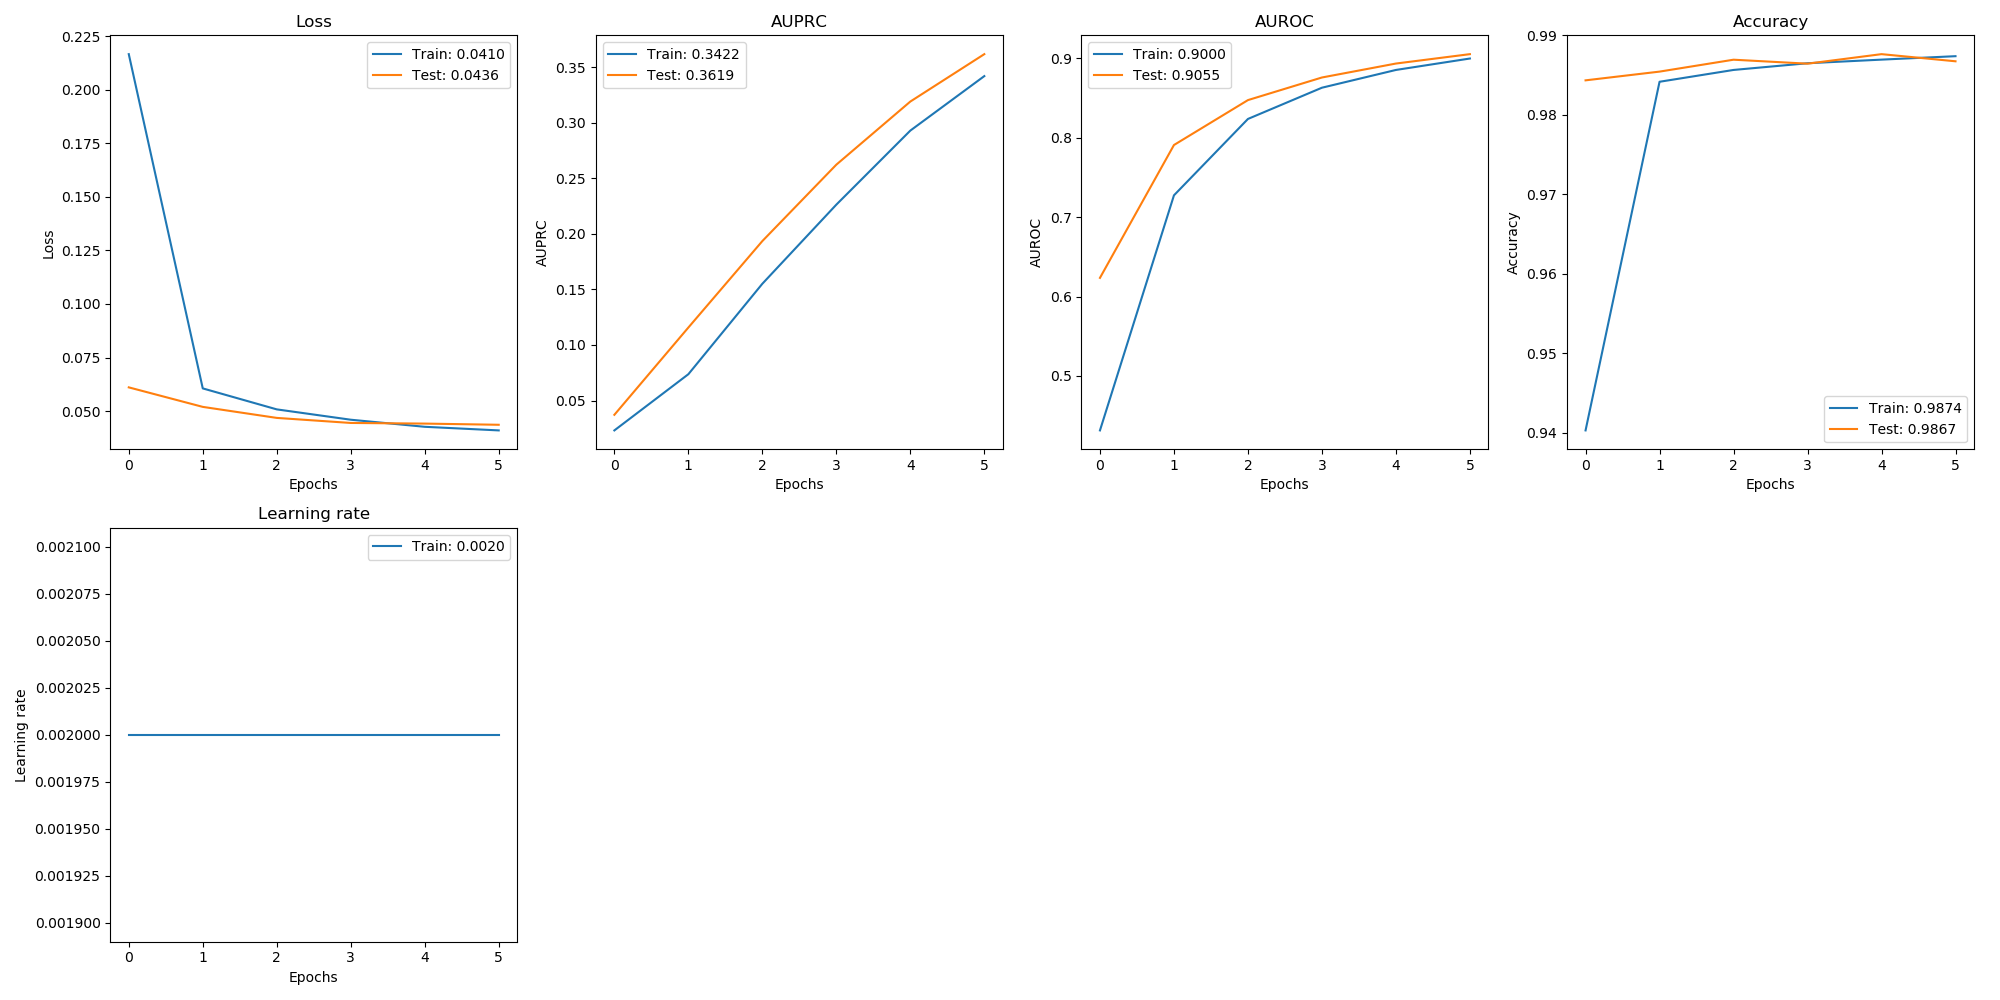 Loss
Loss
0.225
0.200
0.175
0.150
0.125
0.100
0.075
0.050
0 1 2 3 4 5
Epochs
Train: 0.0410
Test: 0.0436
AUPRC
AUPRC
0.35
0.30
0.25
0.20
0.15
0.10
0.05
0 1 2 3 4 5
Epochs
Train: 0.3422
Test: 0.3619
AUROC
AUROC
0.9
0.8
0.7
0.6
0.5
0 1 2 3 4 5
Epochs
Train: 0.9000
Test: 0.9055
Accuracy
Accuracy
0.99
0.98
0.97
0.96
0.95
0.94
0 1 2 3 4 5
Epochs
Train: 0.9874
Test: 0.9867
Learning rate
Learning rate
0.002100
0.002075
0.002050
0.002025
0.002000
0.001975
0.001950
0.001925
0.001900
0 1 2 3 4 5
Epochs
Train: 0.0020